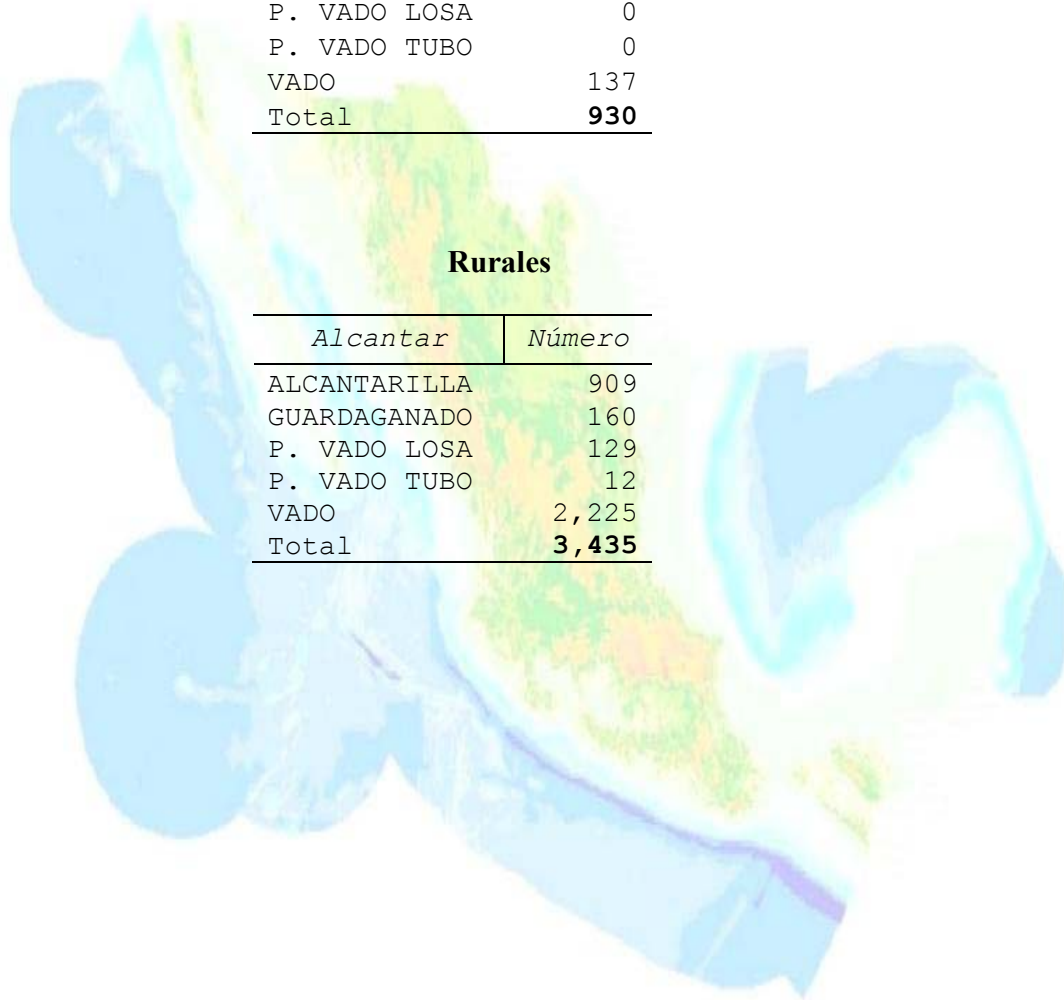 P. VADO LOSA 0
P. VADO TUBO 0
VADO 137
Total 930
Rurales
Alcantar Número
ALCANTARILLA 909
GUARDAGANADO 160
P. VADO LOSA 129
P. VADO TUBO 12
VADO 2,225
Total 3,435